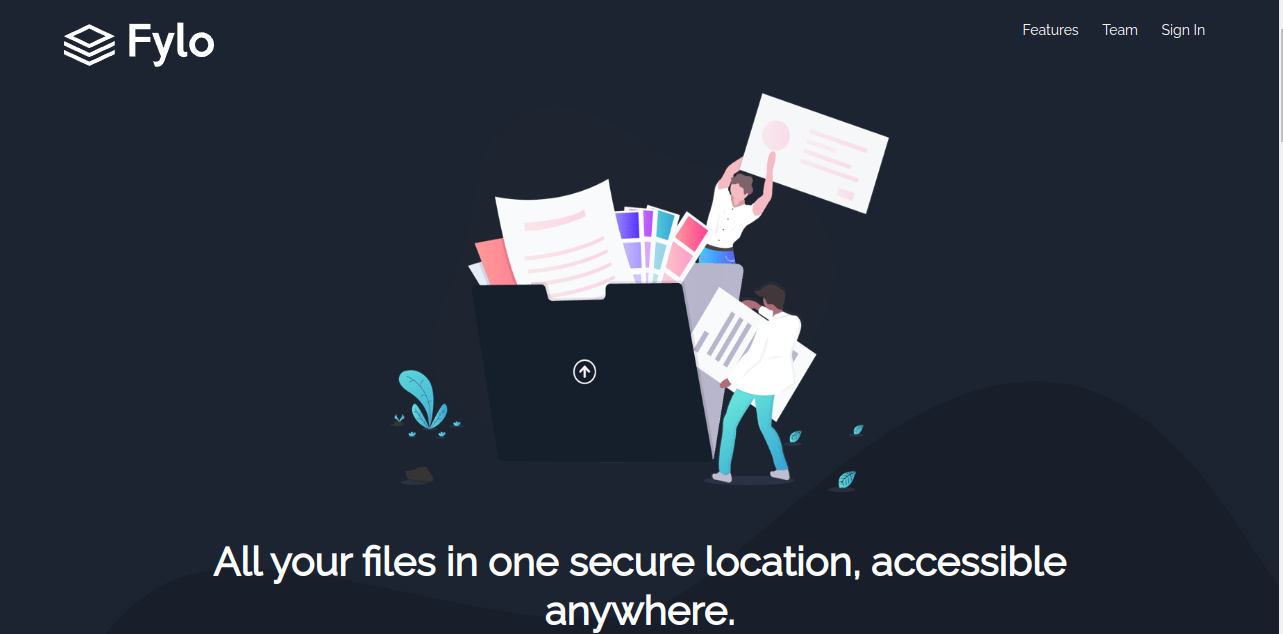 Fylo
Features
Team
Sign In
All your files in one secure location, accessible
anywhere.